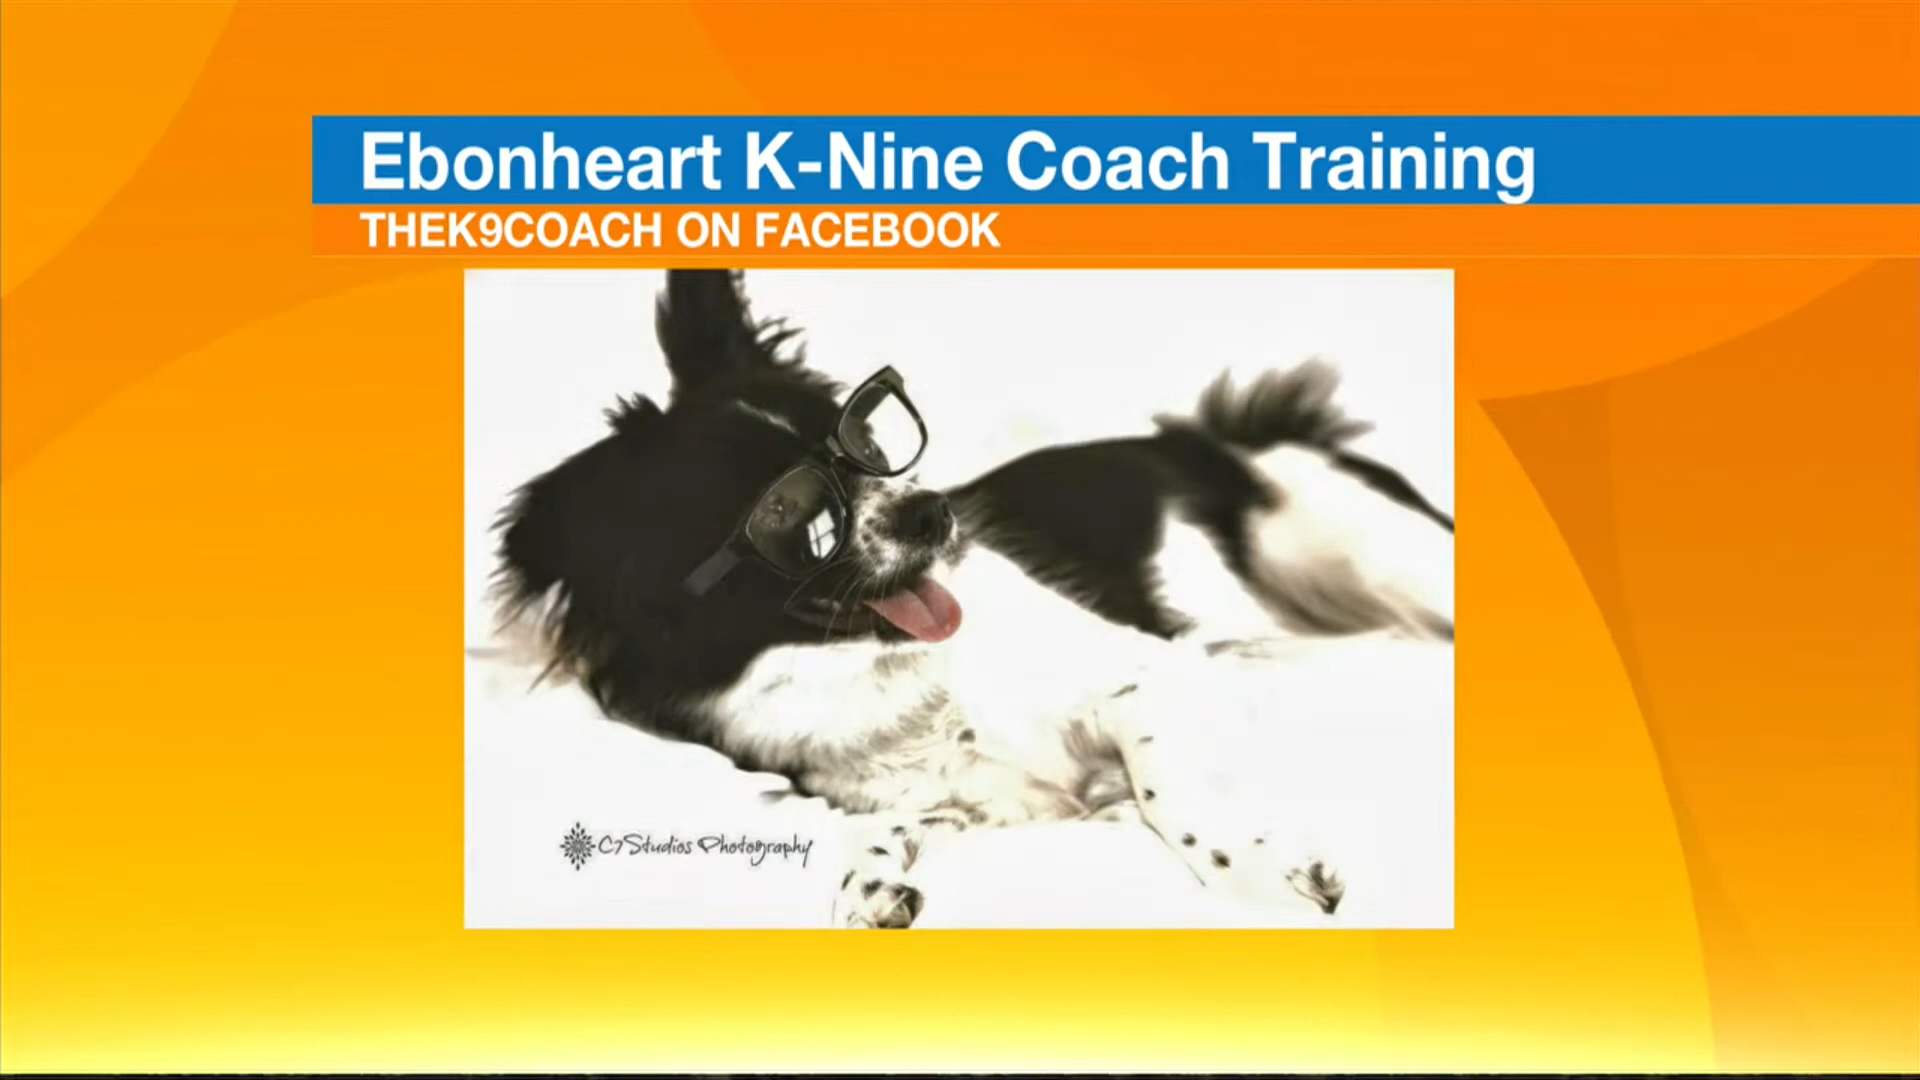 Ebonheart K-Nine Coach Training
THEK9COACH ON FACEBOOK
C7Studios Photography